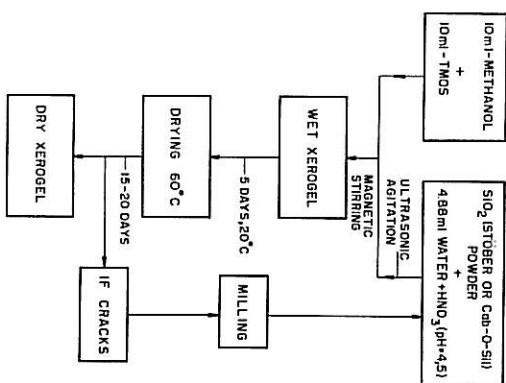 10ml-METHANOL
+
10ml-TMOS
SiO2 (STÖBER OR Cab-O-Sil)
POWDER
+
4.88ml WATER+HNO3(pH=4,5)
ULTRASONIC
AGITATION
MAGNETIC
STIRRING
WET XEROGEL
5 DAYS, 20°C
DRYING 60°C
15-20 DAYS
DRY XEROGEL
IF CRACKS
MILLING